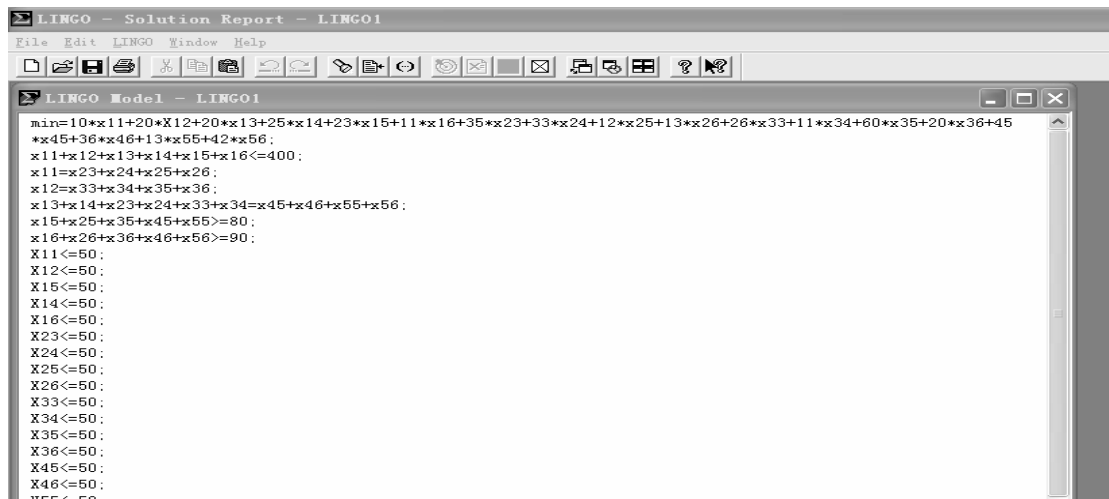 LINGO - Solution Report - LINGO1
File Edit LINGO Window Help
LINGO Model - LINGO1
min=10*x11+20*X12+20*x13+25*x14+23*x15+11*x16+35*x23+33*x24+12*x25+13*x26+26*x33+11*x34+60*x35+20*x36+45
*x45+36*x46+13*x55+42*x56;
x11+x12+x13+x14+x15+x16<=400;
x11=x23+x24+x25+x26;
x12=x33+x34+x35+x36;
x13+x14+x23+x24+x33+x34=x45+x46+x55+x56;
x15+x25+x35+x45+x55>=80;
x16+x26+x36+x46+x56>=90;
X11<=50;
X12<=50;
X15<=50;
X14<=50;
X16<=50;
X23<=50;
X24<=50;
X25<=50;
X26<=50;
X33<=50;
X34<=50;
X35<=50;
X36<=50;
X45<=50;
X46<=50;